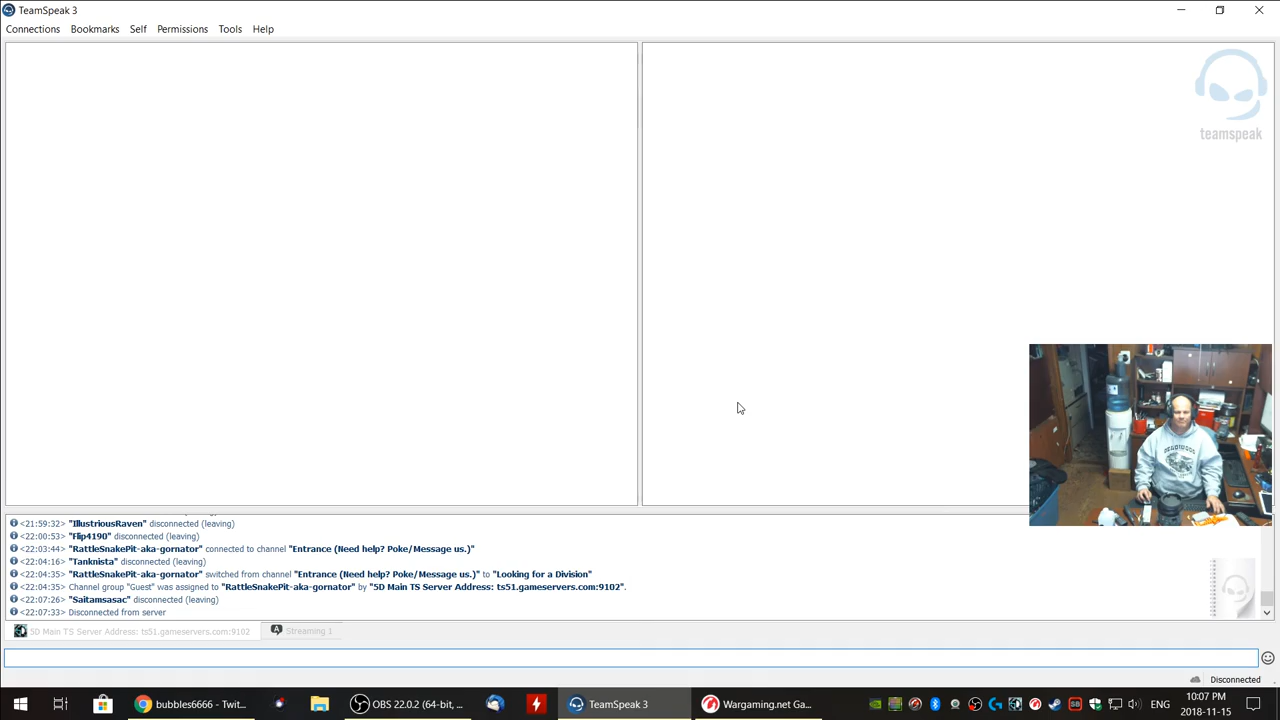 TeamSpeak 3
Connections Bookmarks Self Permissions Tools Help
teamspeak
<21:59:32> "IllustriousRaven" disconnected (leaving)
<22:00:53> "Flip4190" disconnected (leaving)
<22:03:44> "RattleSnakePit-aka-gornator" connected to channel "Entrance (Need help? Poke/Message us.)"
<22:04:16> "Tanknista" disconnected (leaving)
<22:04:35> "RattleSnakePit-aka-gornator" switched from channel "Entrance (Need help? Poke/Message us.)" to "Looking for a Division"
<22:04:35> Channel group "Guest" was assigned to "RattleSnakePit-aka-gornator" by "5D Main TS Server Address: ts51.gameservers.com:9102".
<22:07:26> "Saitamsasac" disconnected (leaving)
<22:07:33> Disconnected from server
5D Main TS Server Address: ts51.gameservers.com:9102 Streaming 1
Disconnected
bubbles6666 - Twit... OBS 22.0.2 (64-bit, ... TeamSpeak 3 Wargaming.net Ga... ENG 10:07 PM
2018-11-15